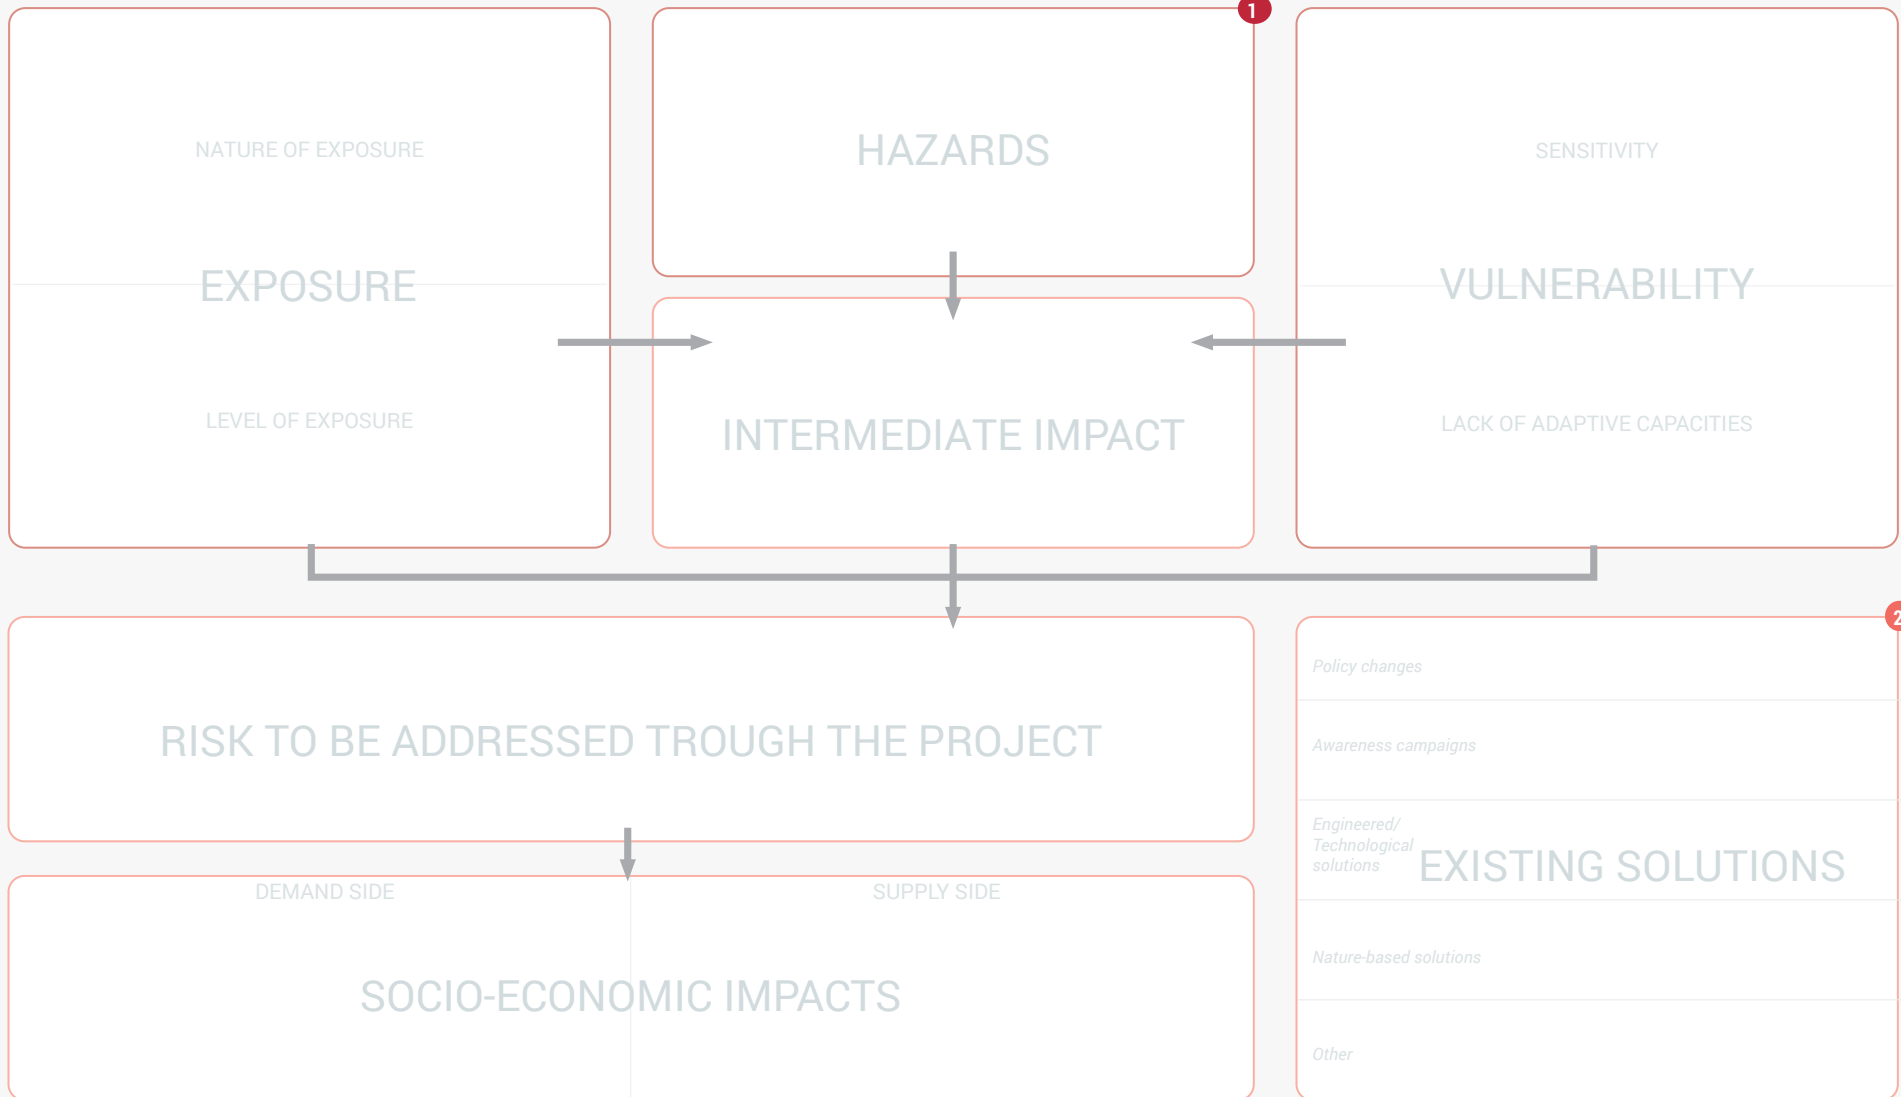 1
NATURE OF EXPOSURE
EXPOSURE
LEVEL OF EXPOSURE
HAZARDS
INTERMEDIATE IMPACT
SENSITIVITY
VULNERABILITY
LACK OF ADAPTIVE CAPACITIES
RISK TO BE ADDRESSED TROUGH THE PROJECT
DEMAND SIDE
SUPPLY SIDE
SOCIO-ECONOMIC IMPACTS
2
Policy changes
Awareness campaigns
Engineered/
Technological
solutions
EXISTING SOLUTIONS
Nature-based solutions
Other